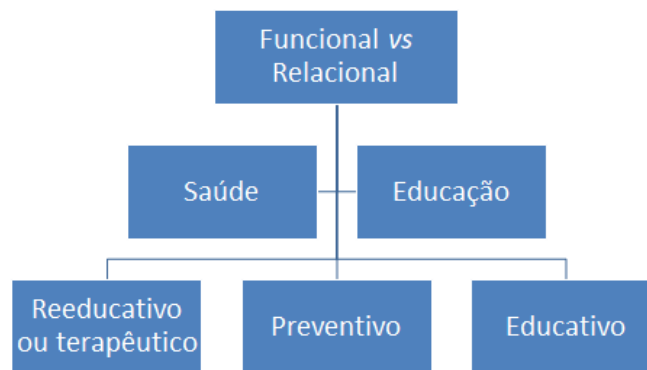 Funcional vs
Relacional
Saúde
Educação
Reeducativo
ou terapêutico
Preventivo
Educativo